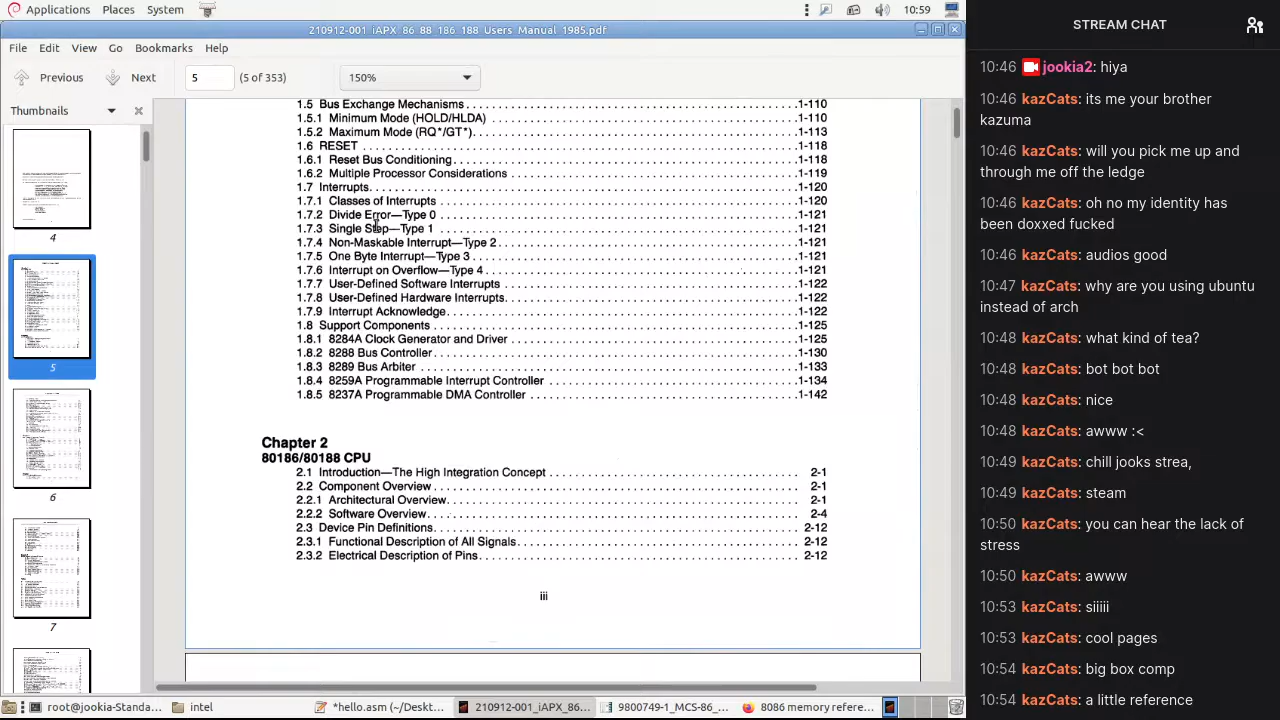 Applications Places System
10:59
210912-001 iAPX 86 88 186 188 Users Manual 1985.pdf
File Edit View Go Bookmarks Help
Previous Next 5 (5 of 353) 150%
Thumbnails
4
5
6
7
1.5 Bus Exchange Mechanisms 1-110
1.5.1 Minimum Mode (HOLD/HLDA) 1-110
1.5.2 Maximum Mode (RQ*/GT*) 1-113
1.6 RESET 1-118
1.6.1 Reset Bus Conditioning 1-118
1.6.2 Multiple Processor Considerations 1-119
1.7 Interrupts 1-120
1.7.1 Classes of Interrupts 1-120
1.7.2 Divide Error—Type 0 1-121
1.7.3 Single Step—Type 1 1-121
1.7.4 Non-Maskable Interrupt—Type 2 1-121
1.7.5 One Byte Interrupt—Type 3 1-121
1.7.6 Interrupt on Overflow—Type 4 1-121
1.7.7 User-Defined Software Interrupts 1-122
1.7.8 User-Defined Hardware Interrupts 1-122
1.7.9 Interrupt Acknowledge 1-122
1.8 Support Components 1-125
1.8.1 8284A Clock Generator and Driver 1-125
1.8.2 8288 Bus Controller 1-130
1.8.3 8289 Bus Arbiter 1-133
1.8.4 8259A Programmable Interrupt Controller 1-134
1.8.5 8237A Programmable DMA Controller 1-142
Chapter 2
80186/80188 CPU
2.1 Introduction—The High Integration Concept 2-1
2.2 Component Overview 2-1
2.2.1 Architectural Overview 2-1
2.2.2 Software Overview 2-4
2.3 Device Pin Definitions 2-12
2.3.1 Functional Description of All Signals 2-12
2.3.2 Electrical Description of Pins 2-12
iii
root@jookia-Standa...
intel
*hello.asm (~/Deskt...
210912-001_iAPX_86...
9800749-1_MCS-86_...
8086 memory refere...
STREAM CHAT
10:46 jookia2: hiya
10:46 kazCats: its me your brother
kazuma
10:46 kazCats: will you pick me up and
through me off the ledge
10:46 kazCats: oh no my identity has
been doxxed fucked
10:46 kazCats: audios good
10:47 kazCats: why are you using ubuntu
instead of arch
10:48 kazCats: what kind of tea?
10:48 kazCats: bot bot bot
10:48 kazCats: nice
10:48 kazCats: awww :<
10:49 kazCats: chill jooks strea,
10:49 kazCats: steam
10:50 kazCats: you can hear the lack of
stress
10:50 kazCats: awww
10:53 kazCats: siiiii
10:53 kazCats: cool pages
10:54 kazCats: big box comp
10:54 kazCats: a little reference